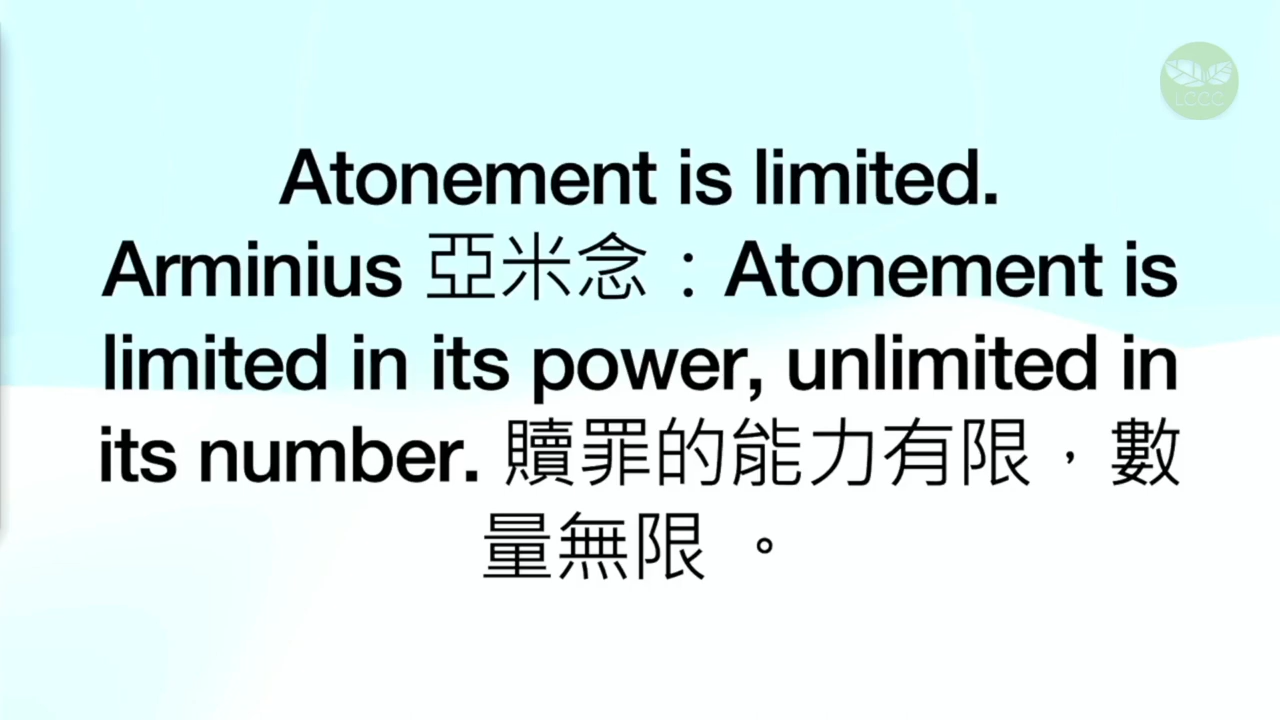 LCCC
Atonement is limited.
Arminius 亞米念：Atonement is
limited in its power, unlimited in
its number. 贖罪的能力有限，數
量無限 。